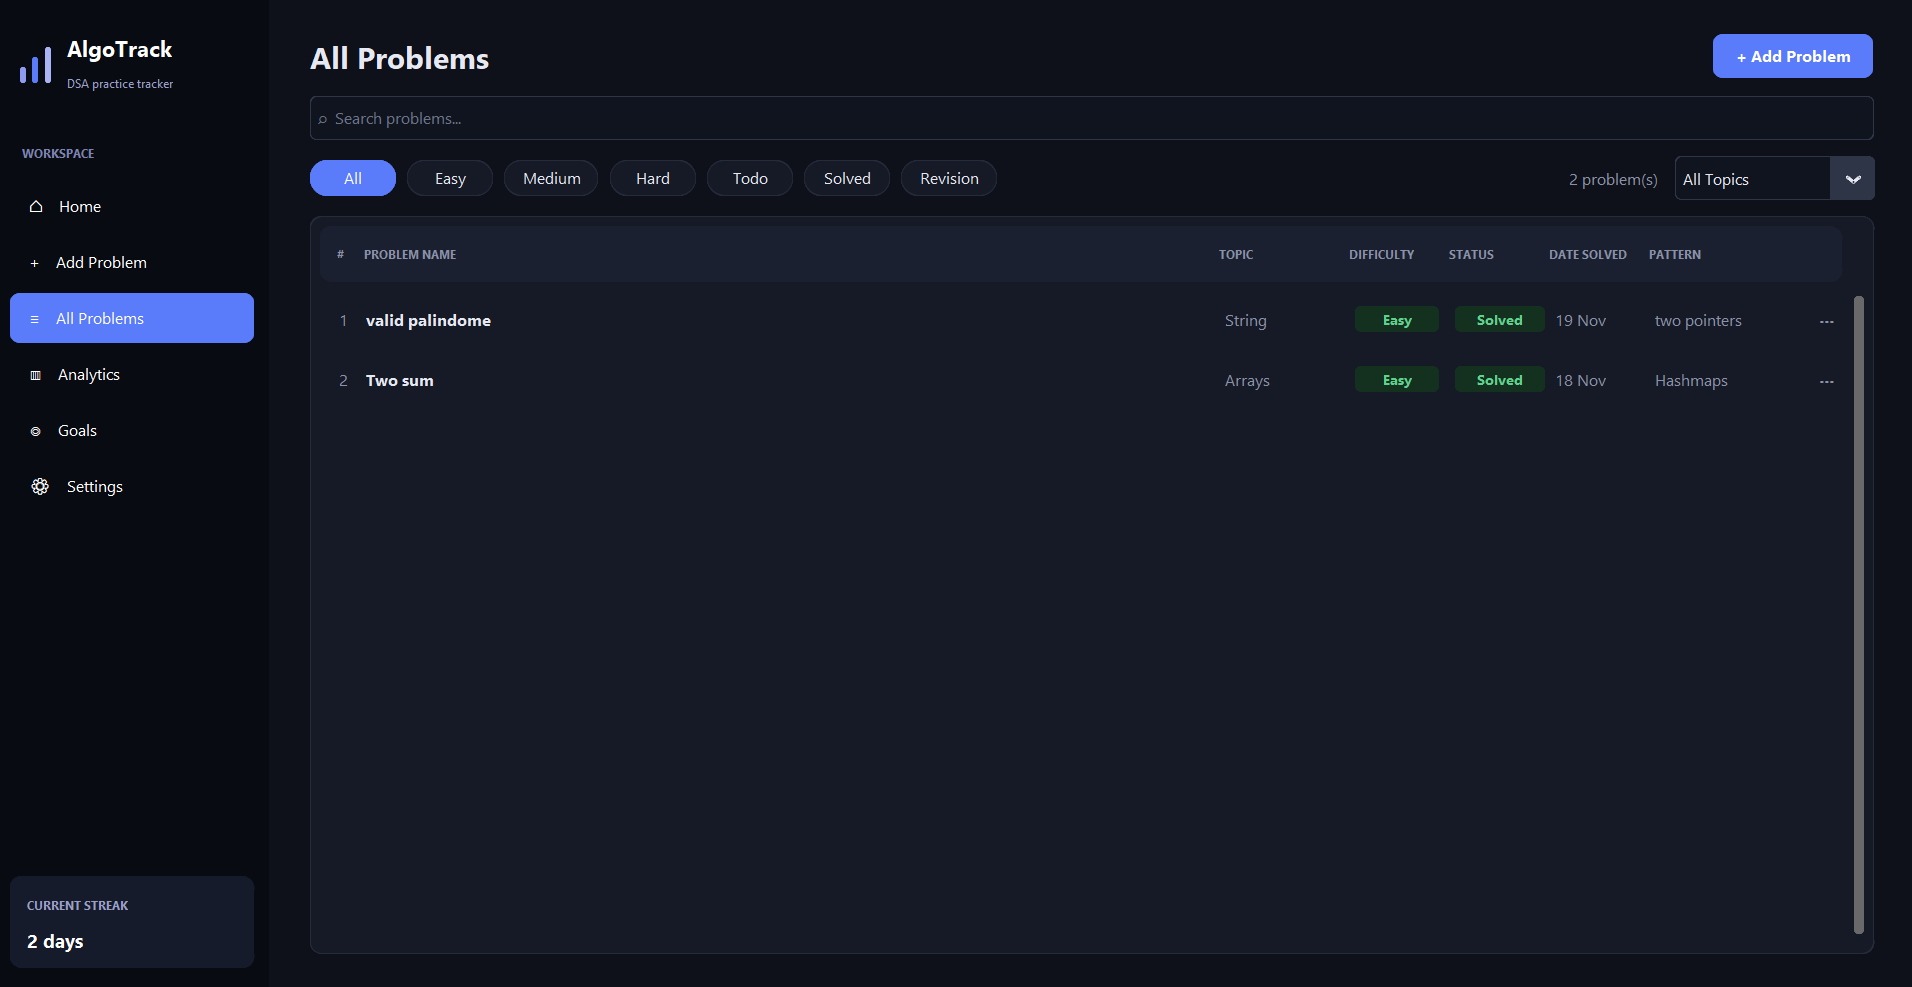 AlgoTrack
DSA practice tracker
WORKSPACE
Home
+ Add Problem
All Problems
Analytics
Goals
Settings
CURRENT STREAK
2 days
All Problems
+ Add Problem
Search problems...
All Easy Medium Hard Todo Solved Revision 2 problem(s) All Topics
# PROBLEM NAME TOPIC DIFFICULTY STATUS DATE SOLVED PATTERN
1 valid palindome String Easy Solved 19 Nov two pointers ---
2 Two sum Arrays Easy Solved 18 Nov Hashmaps ---